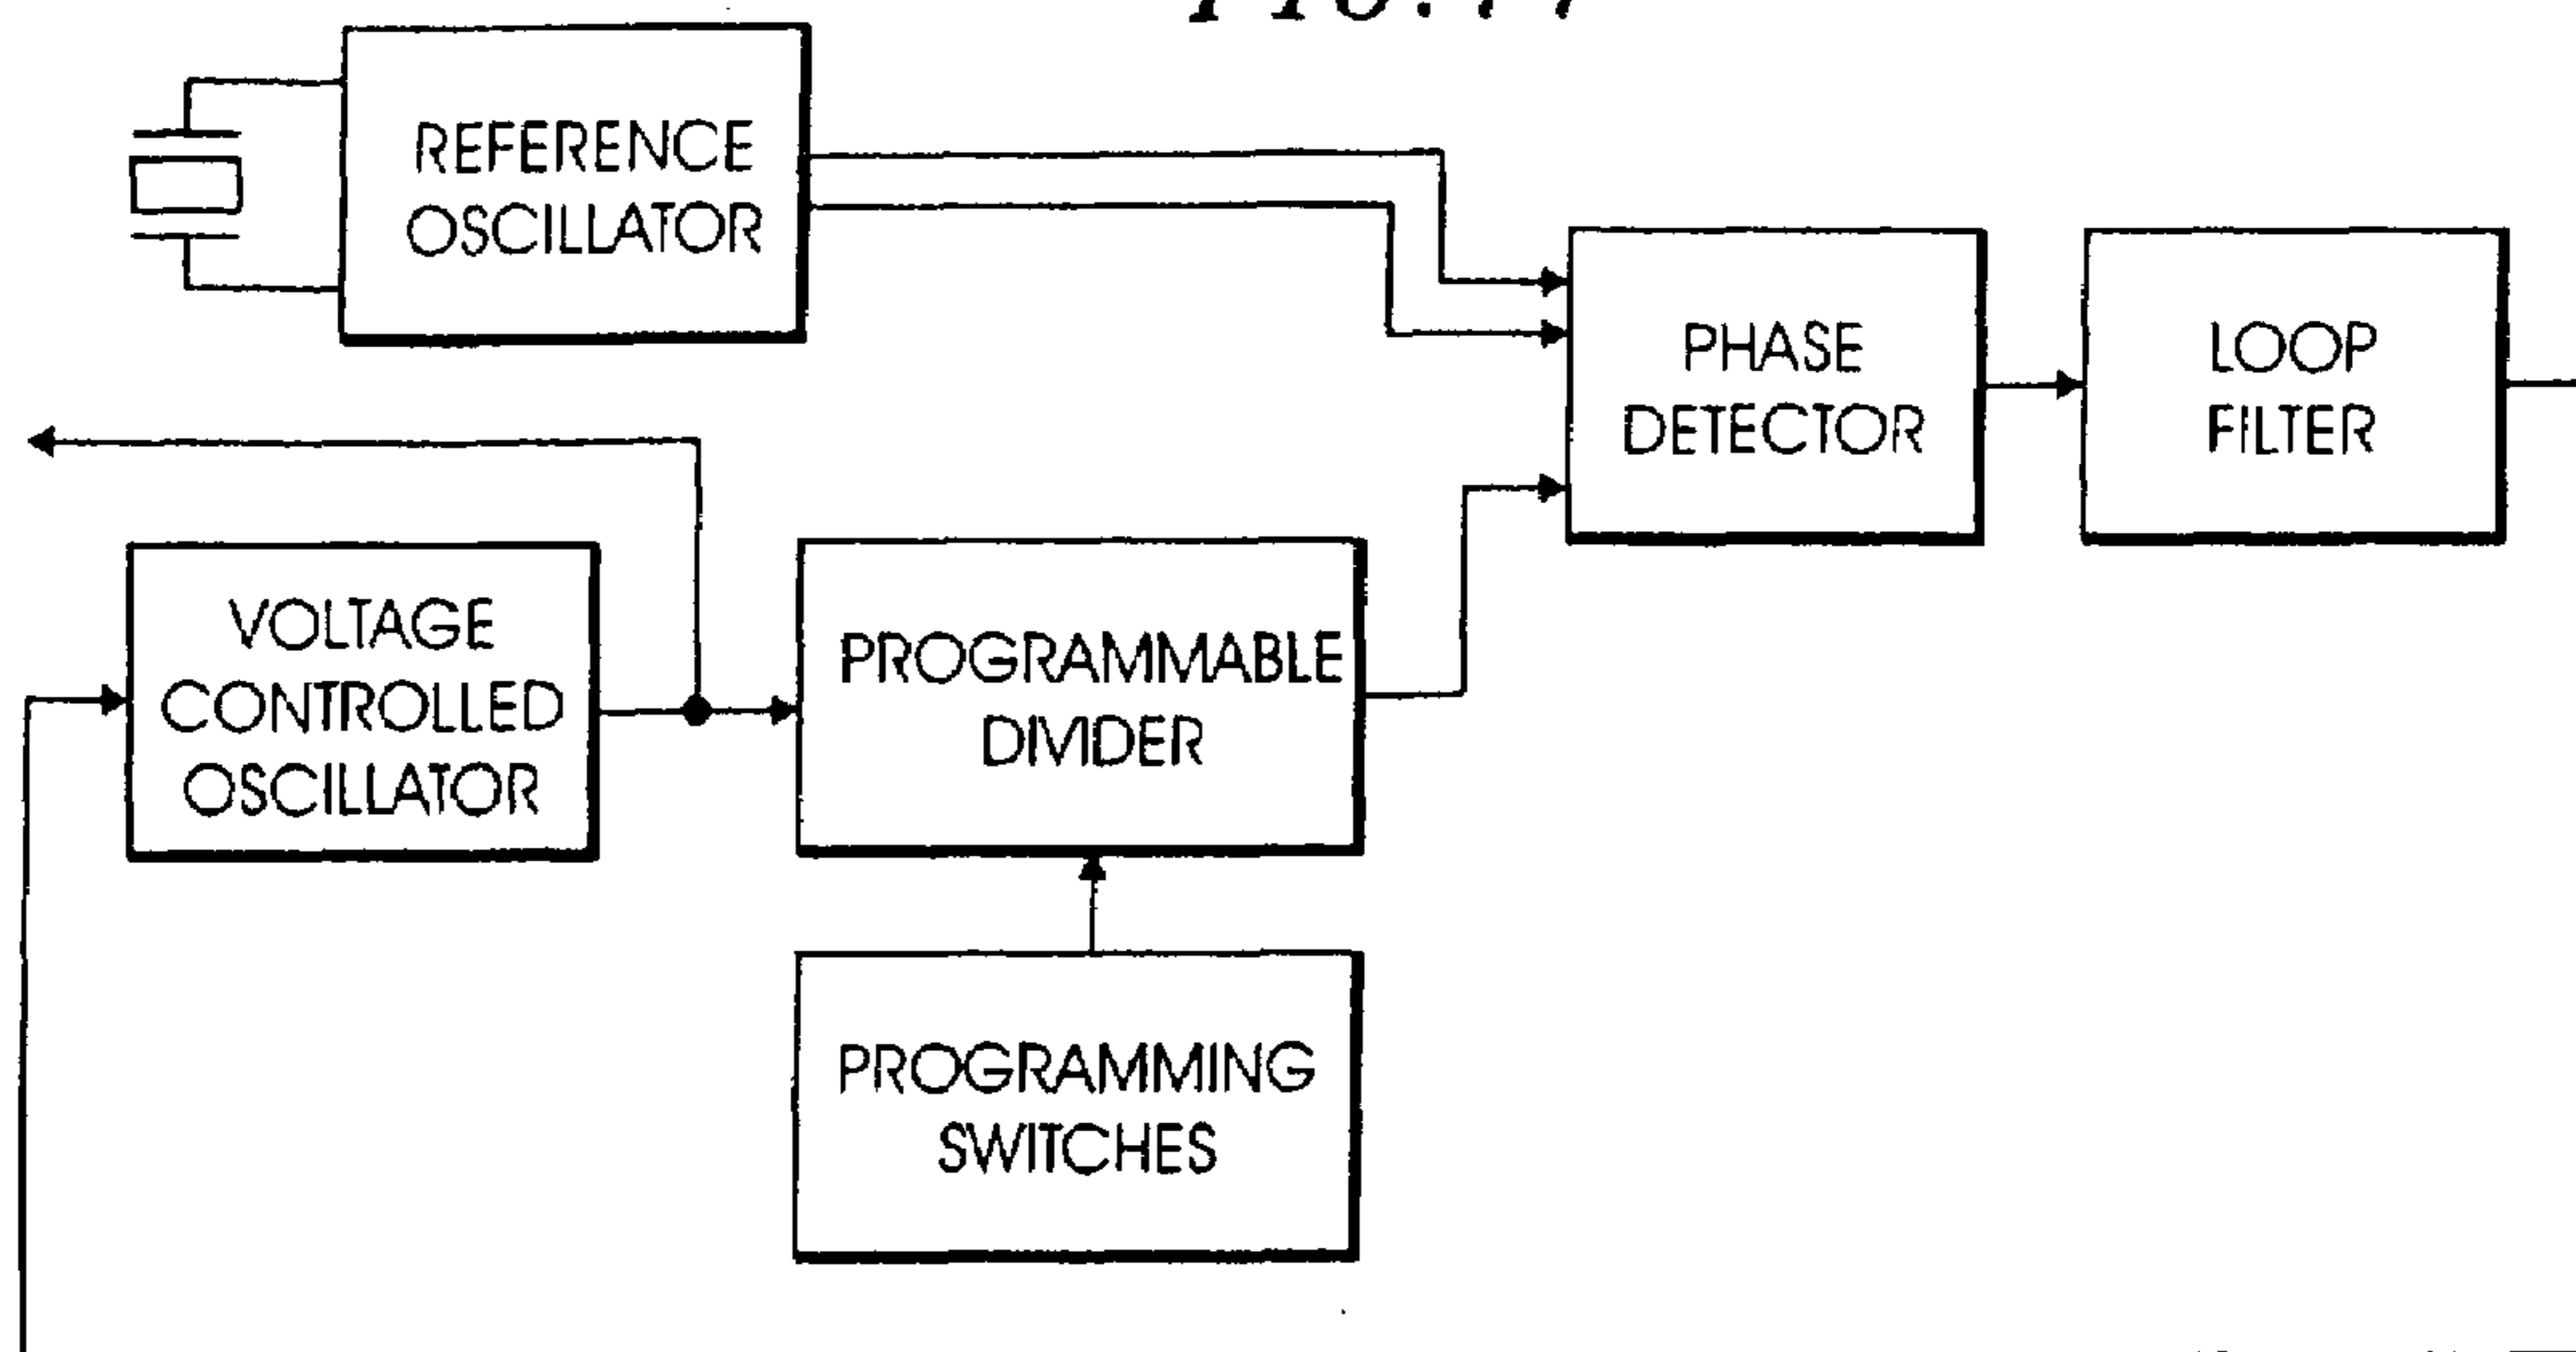 REFERENCE
OSCILLATOR
PHASE
DETECTOR
LOOP
FILTER
VOLTAGE
CONTROLLED
OSCILLATOR
PROGRAMMABLE
DIVIDER
PROGRAMMING
SWITCHES